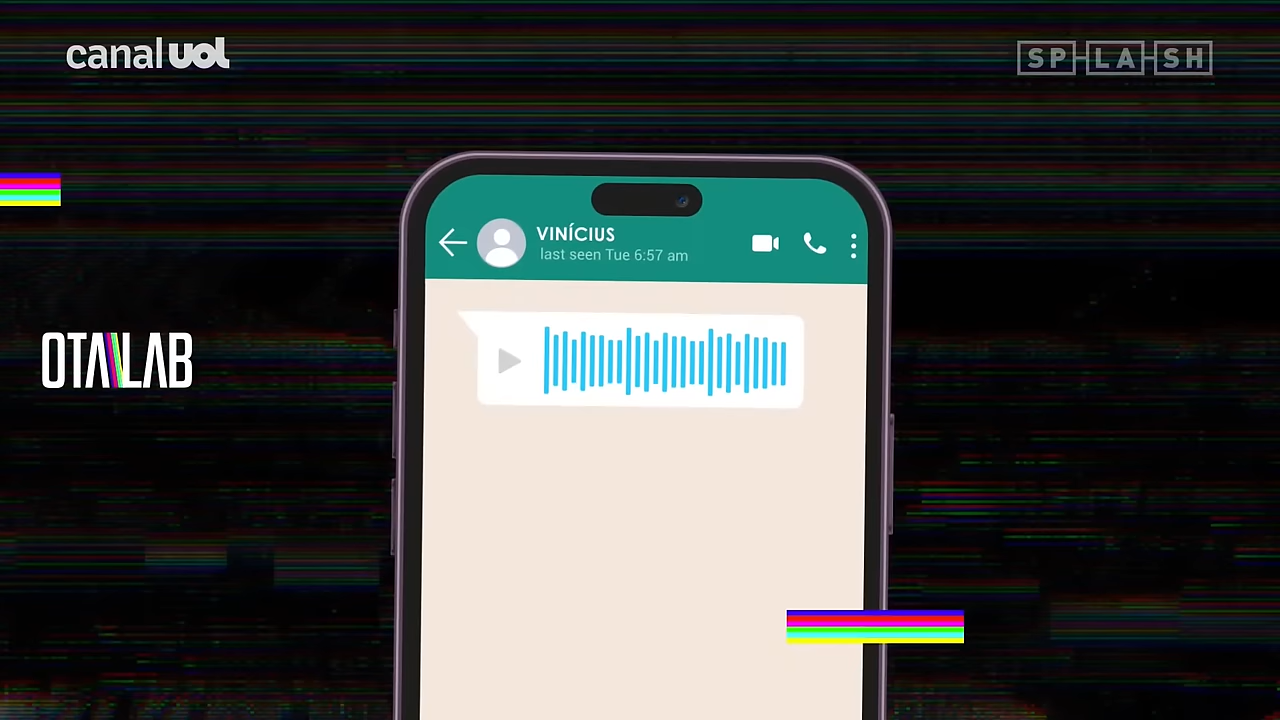 canal uol
SPLASH
VINÍCIUS
last seen Tue 6:57 am
OTALAB